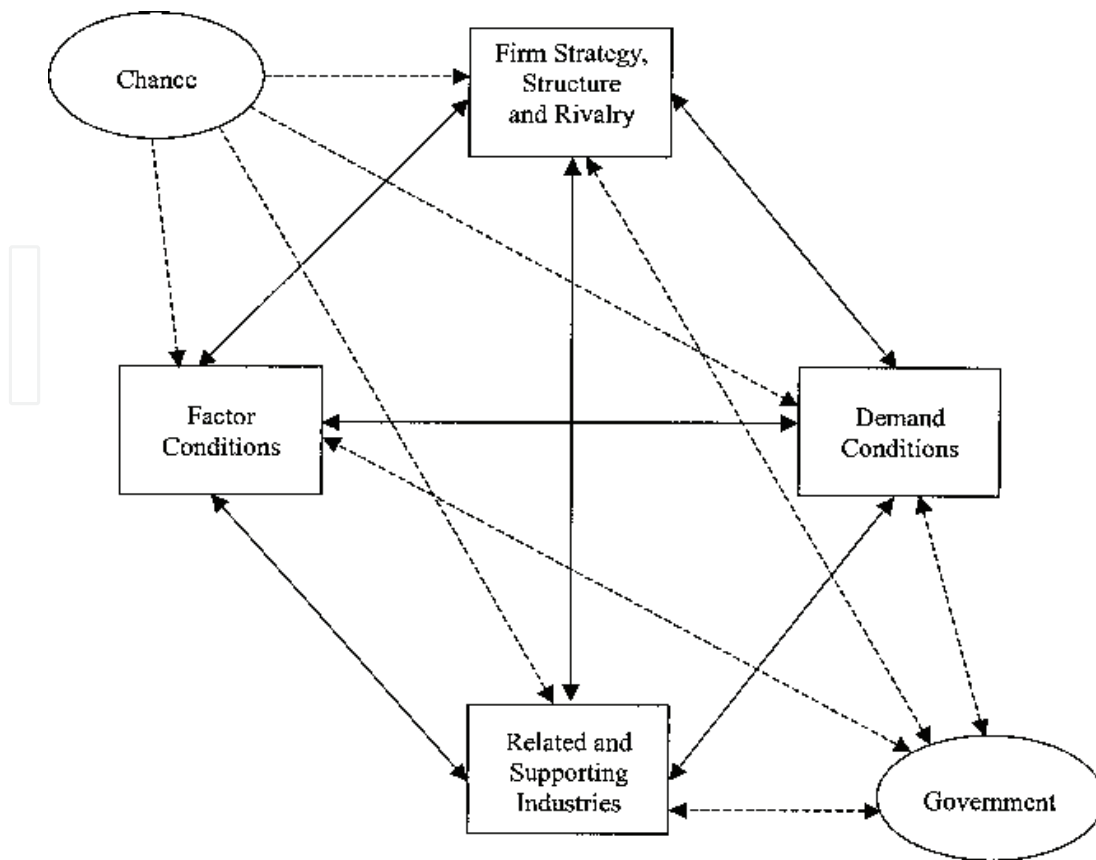 Chance
Firm Strategy,
Structure
and Rivalry
Factor
Conditions
Demand
Conditions
Related and
Supporting
Industries
Government